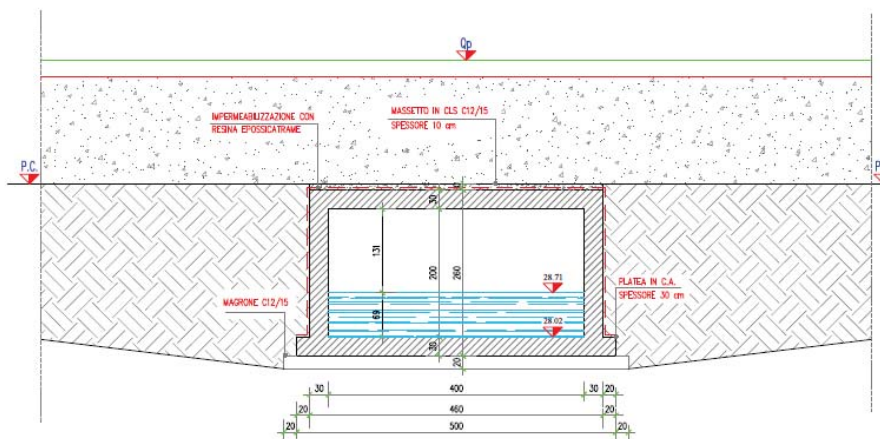 Qp
IMPERMEABILIZZAZIONE CON
RESINA EPOSSICATRAME
MASSETTO IN CLS C12/15
SPESSORE 10 cm
P.C.
P
30
131
200
260
28.71
PLATEA IN C.A.
SPESSORE 30 cm
MAGRONE C12/15
69
28.02
30
20
30
400
30
20
20
460
20
500
20